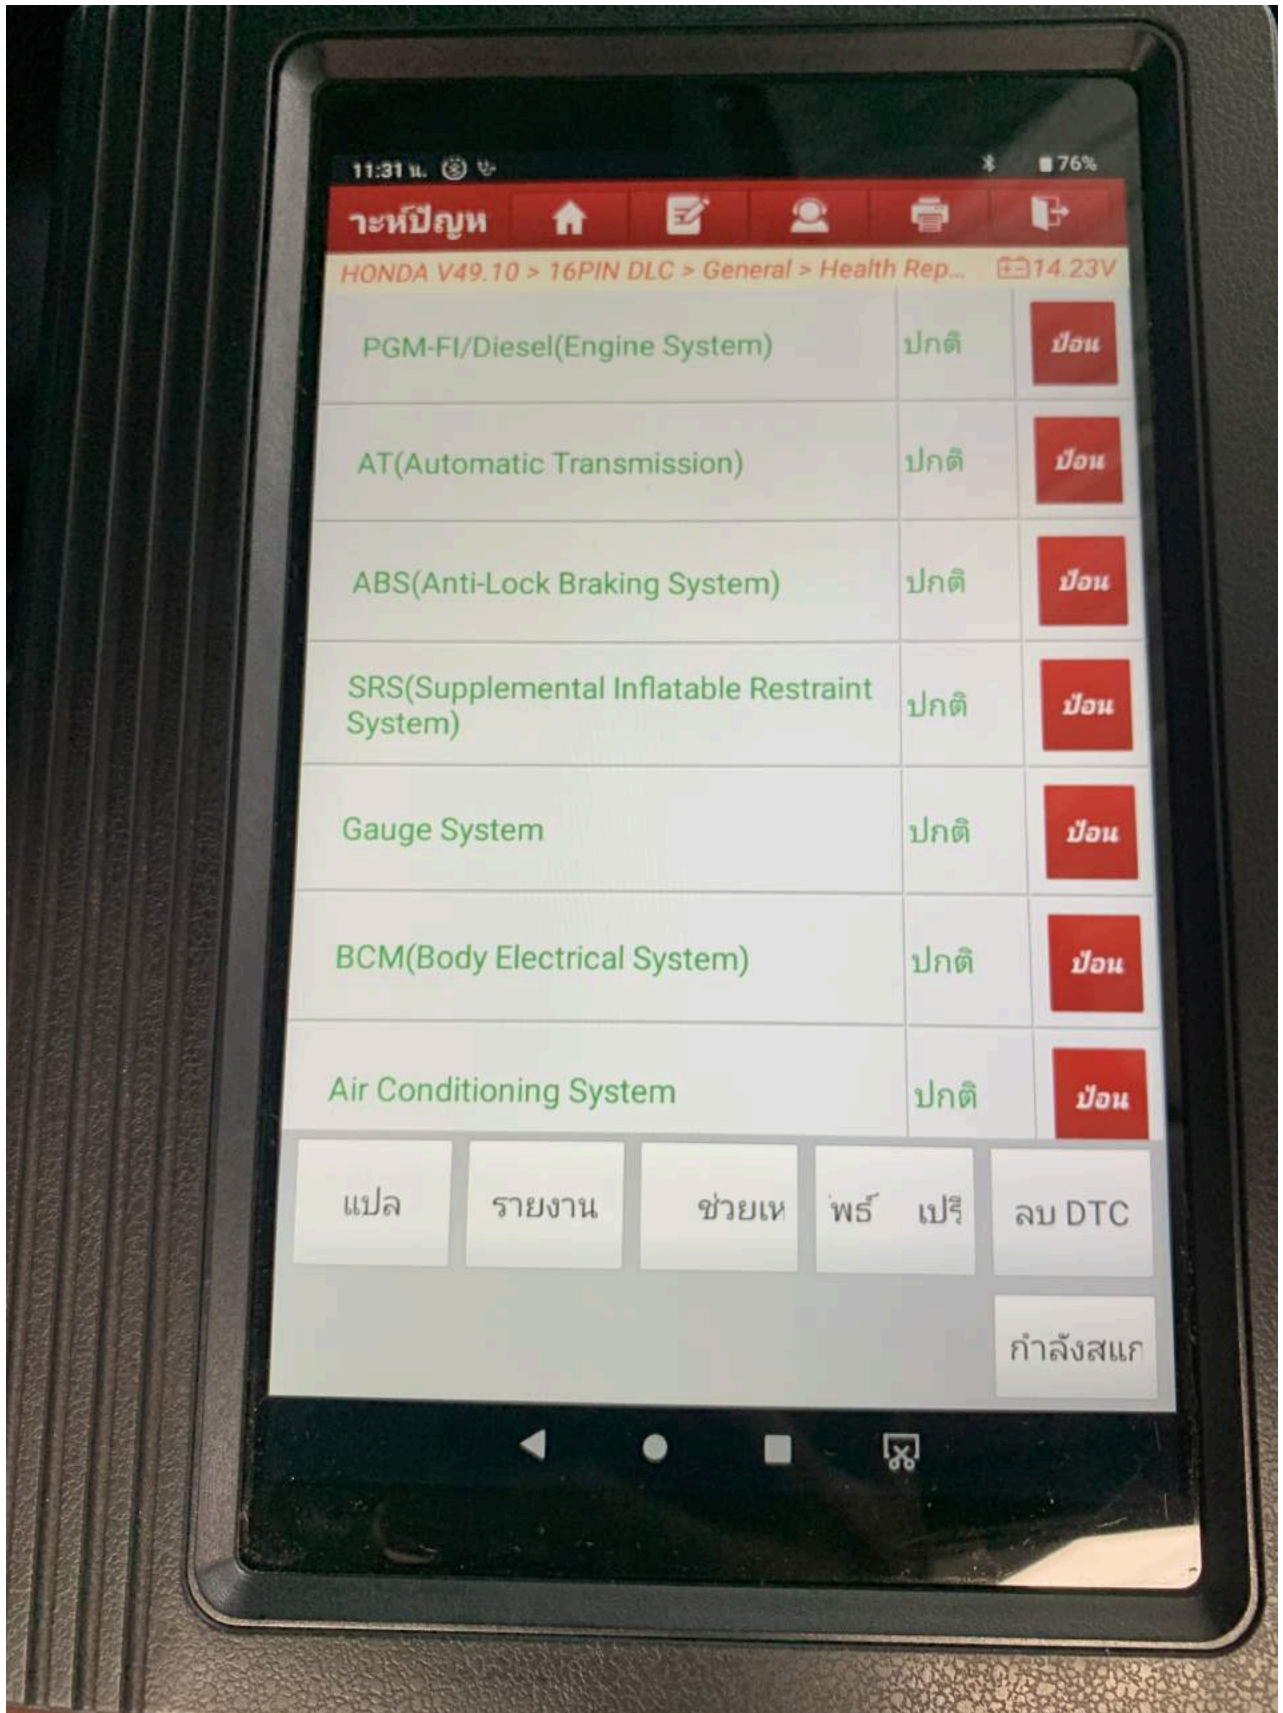 11:31 น.
76%
าะห์ปัญห
HONDA V49.10 > 16PIN DLC > General > Health Rep... 14.23V
PGM-FI/Diesel(Engine System) ปกติ ป้อน
AT(Automatic Transmission) ปกติ ป้อน
ABS(Anti-Lock Braking System) ปกติ ป้อน
SRS(Supplemental Inflatable Restraint
System) ปกติ ป้อน
Gauge System ปกติ ป้อน
BCM(Body Electrical System) ปกติ ป้อน
Air Conditioning System ปกติ ป้อน
แปล รายงาน ช่วยเห พธ์ เปรี ลบ DTC
กำลังสแก